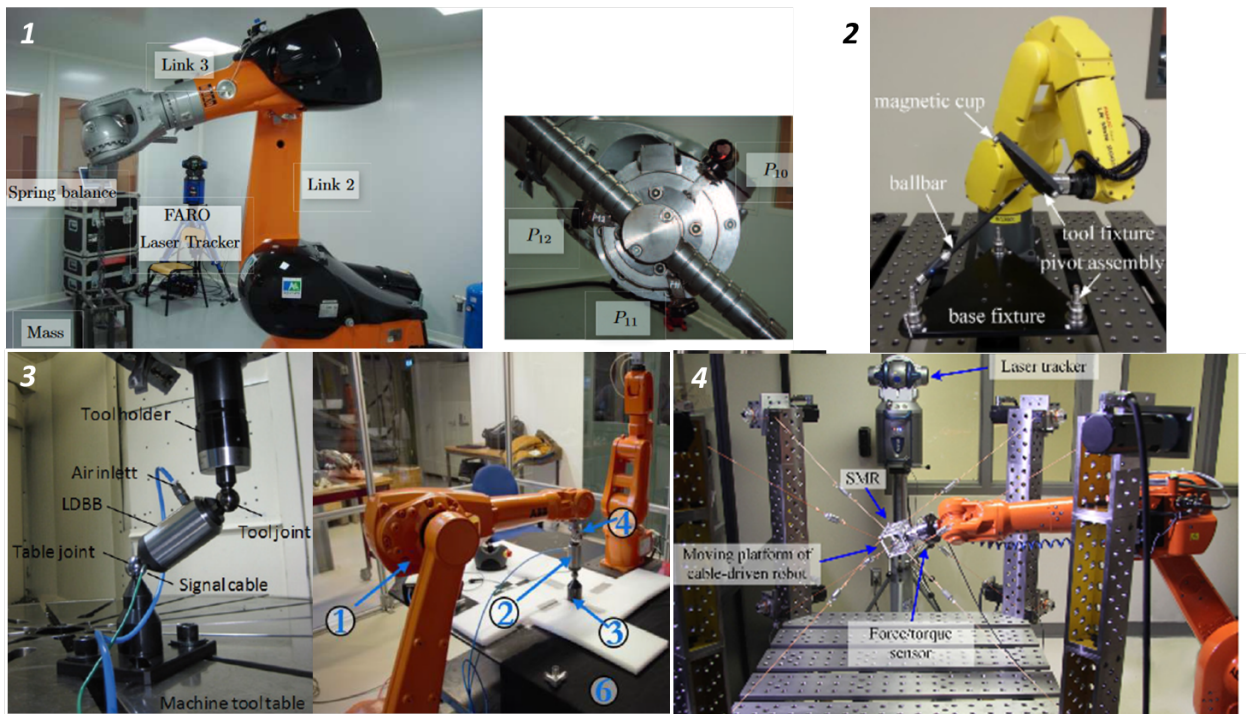 1
Link 3
Spring balance
Link 2
FARO
Laser Tracker
Mass
P10
P12
P11
2
magnetic cup
ballbar
tool fixture
pivot assembly
base fixture
3
Toolholder
Air inlett
LDBB
Tool joint
Table joint
Signal cable
Machine tool table
ABB
1
2
3
4
6
4
Laser tracker
SMR
Moving platform of
cable-driven robot
Force/torque
sensor